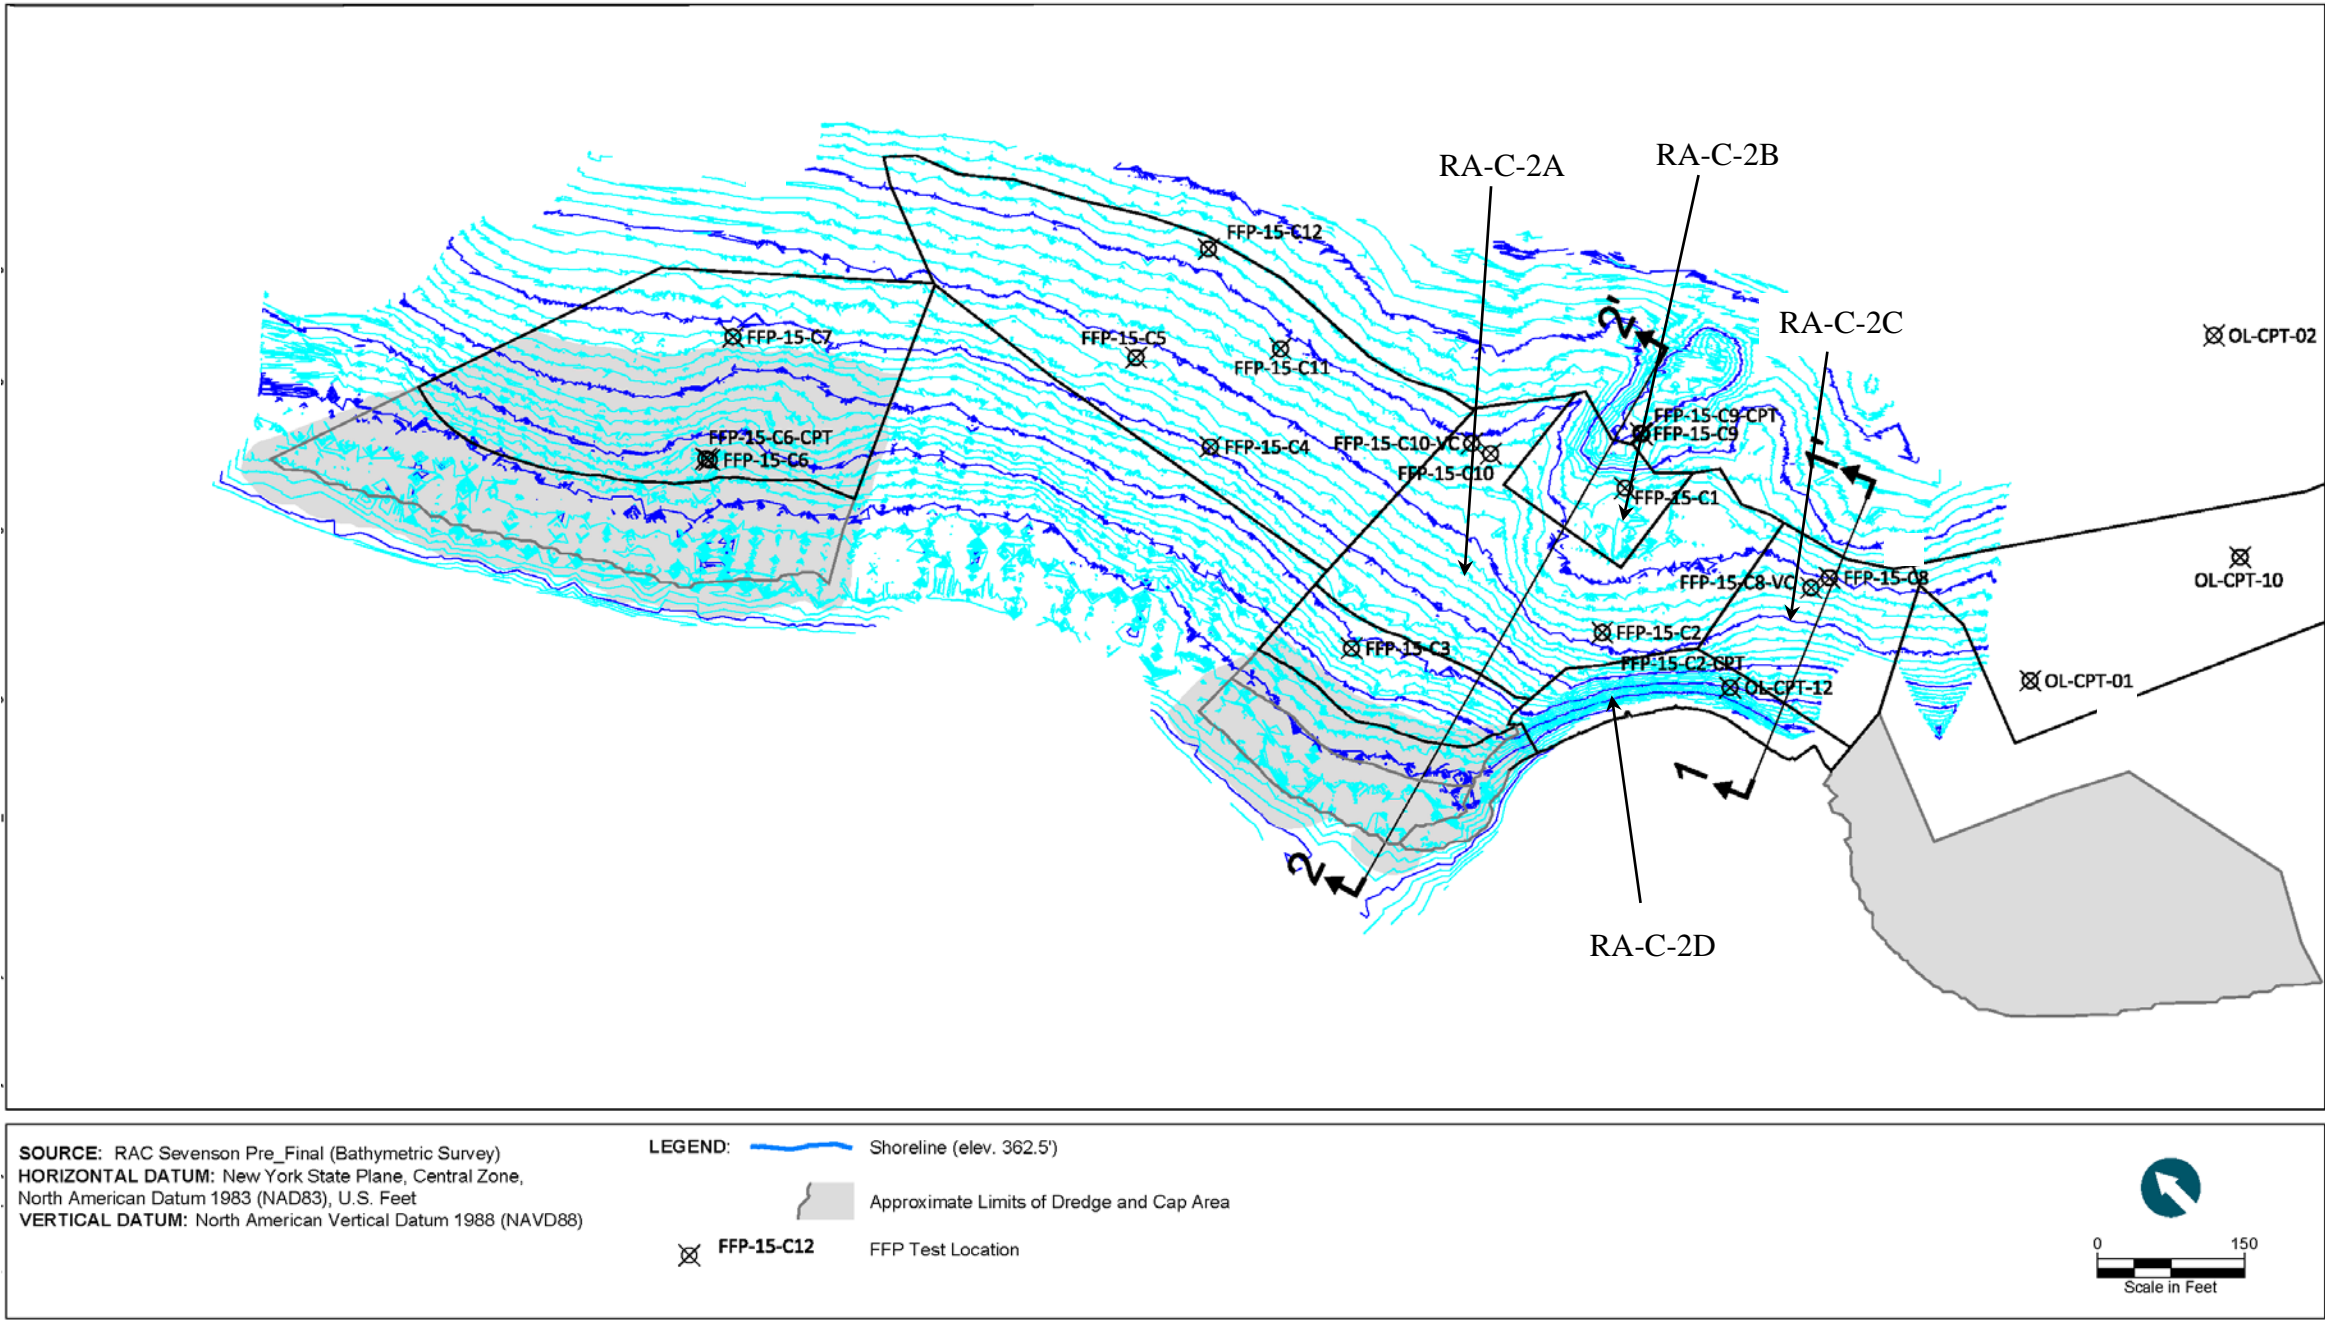 RA-C-2A
RA-C-2B
RA-C-2C
FFP-15-C12
2'
OL-CPT-02
FFP-15-C7
FFP-15-C5
FFP-15-C11
FFP-15-C9-CPT
FFP-15-C9
FFP-15-C6-CPT
FFP-15-C6
FFP-15-C4
FFP-15-C10-VC
FFP-15-C10
1'
FFP-15-C1
FFP-15-C8-VC
FFP-15-C8
OL-CPT-10
FFP-15-C2
FFP-15-C3
FFP-15-C2-CPT
OL-CPT-12
OL-CPT-01
1
2
RA-C-2D
SOURCE: RAC Sevenson Pre_Final (Bathymetric Survey)
HORIZONTAL DATUM: New York State Plane, Central Zone,
North American Datum 1983 (NAD83), U.S. Feet
VERTICAL DATUM: North American Vertical Datum 1988 (NAVD88)
LEGEND:
Shoreline (elev. 362.5')
Approximate Limits of Dredge and Cap Area
FFP-15-C12
FFP Test Location
0 150
Scale in Feet